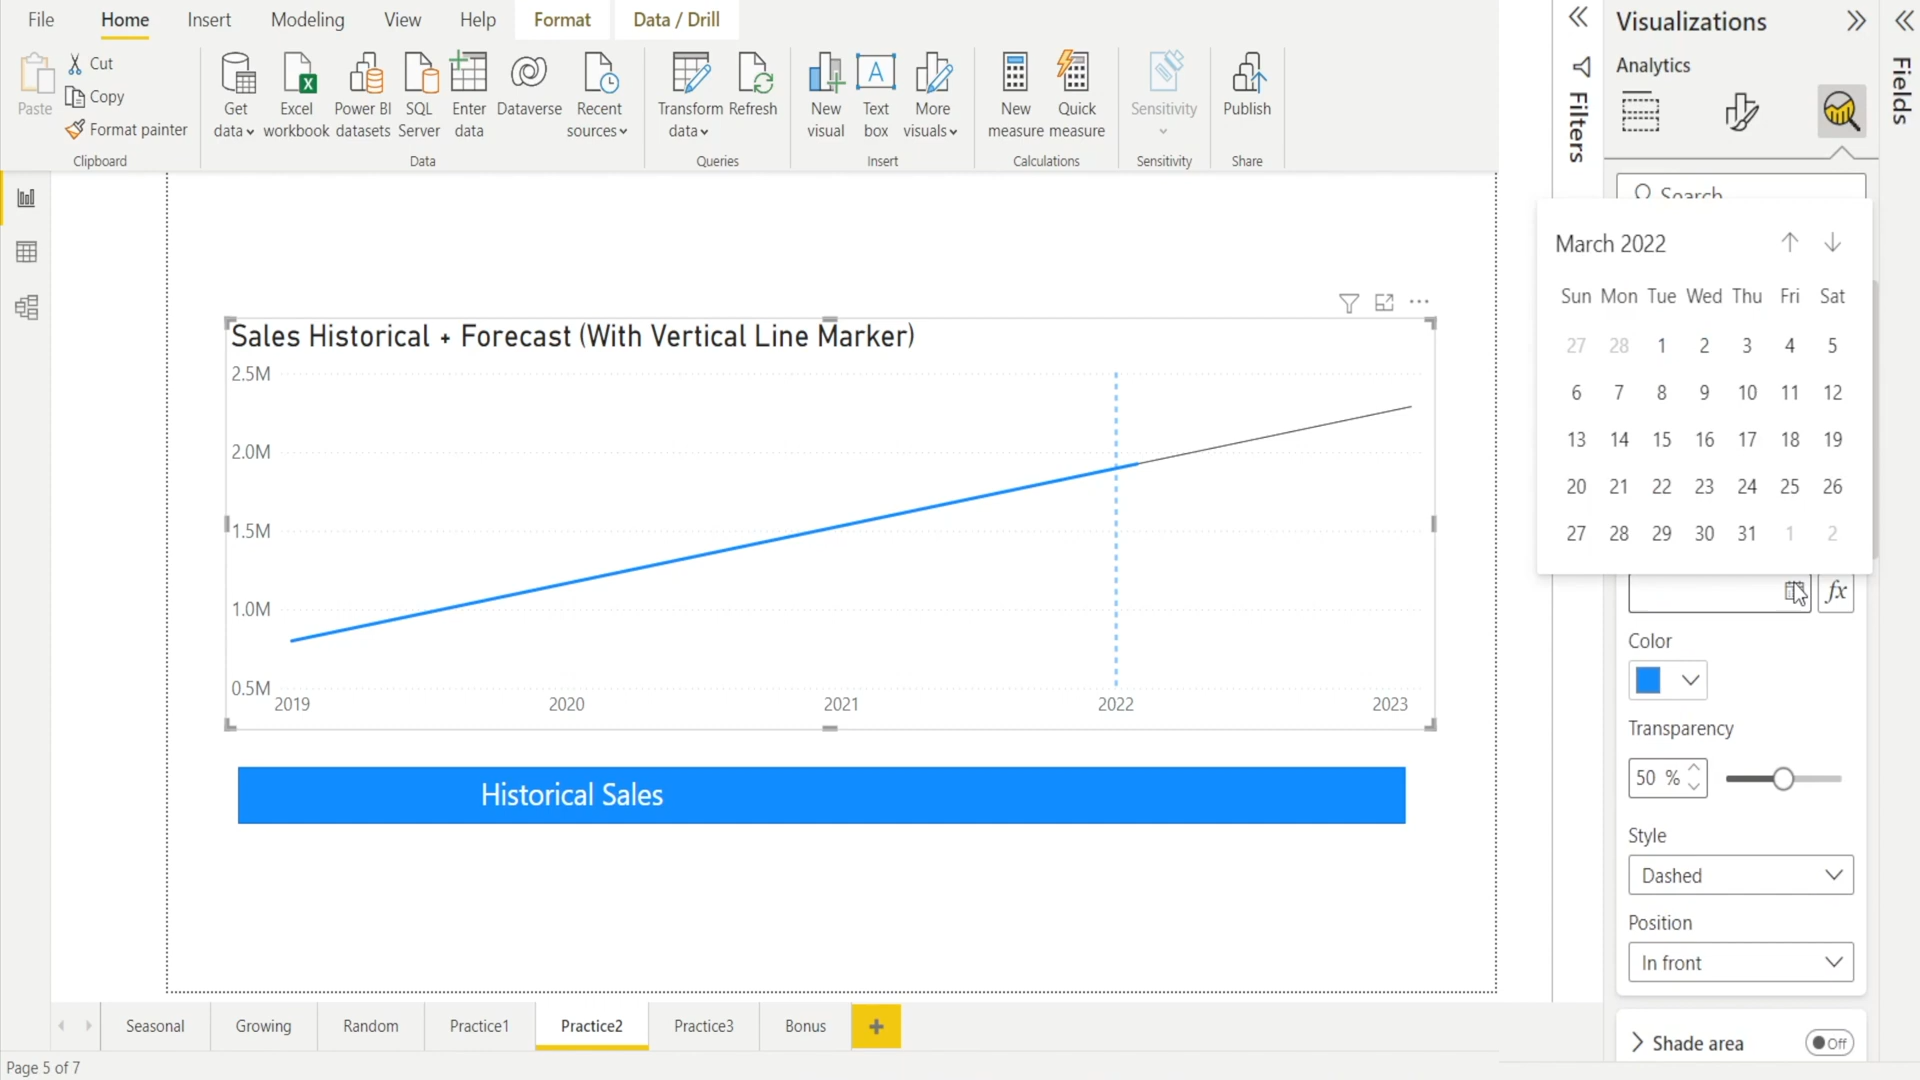 File Home Insert Modeling View Help Format Data / Drill
Paste
Cut
Copy
Format painter
Clipboard
Get data
Excel workbook
Power BI datasets
SQL Server
Enter data
Dataverse
Recent sources
Data
Transform data
Refresh
Queries
New visual
Text box
More visuals
Insert
New measure
Quick measure
Calculations
Sensitivity
Sensitivity
Publish
Share
Sales Historical + Forecast (With Vertical Line Marker)
2.5M
2.0M
1.5M
1.0M
0.5M
2019 2020 2021 2022 2023
Historical Sales
Filters
Visualizations
Analytics
Search
March 2022
Sun Mon Tue Wed Thu Fri Sat
27 28 1 2 3 4 5
6 7 8 9 10 11 12
13 14 15 16 17 18 19
20 21 22 23 24 25 26
27 28 29 30 31 1 2
fx
Color
Transparency
50 %
Style
Dashed
Position
In front
Shade area Off
Fields
Seasonal Growing Random Practice1 Practice2 Practice3 Bonus +
Page 5 of 7